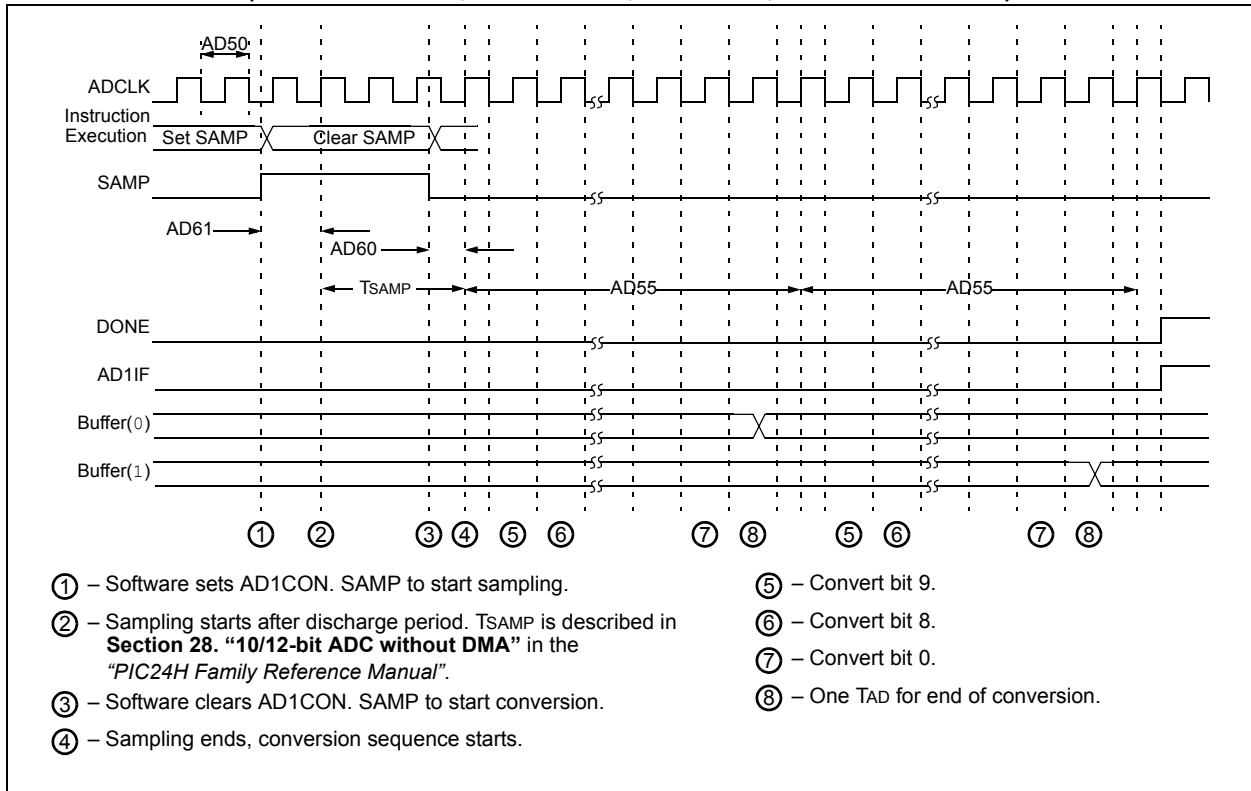 AD50
ADCLK
Instruction
Execution
Set SAMP
Clear SAMP
SAMP
AD61
AD60
TSAMP
AD55
AD55
DONE
AD1IF
Buffer(0)
Buffer(1)
1 2 3 4 5 6 7 8 5 6 7 8
1 – Software sets AD1CON. SAMP to start sampling.
2 – Sampling starts after discharge period. TSAMP is described in
Section 28. “10/12-bit ADC without DMA” in the
“PIC24H Family Reference Manual”.
3 – Software clears AD1CON. SAMP to start conversion.
4 – Sampling ends, conversion sequence starts.
5 – Convert bit 9.
6 – Convert bit 8.
7 – Convert bit 0.
8 – One TAD for end of conversion.